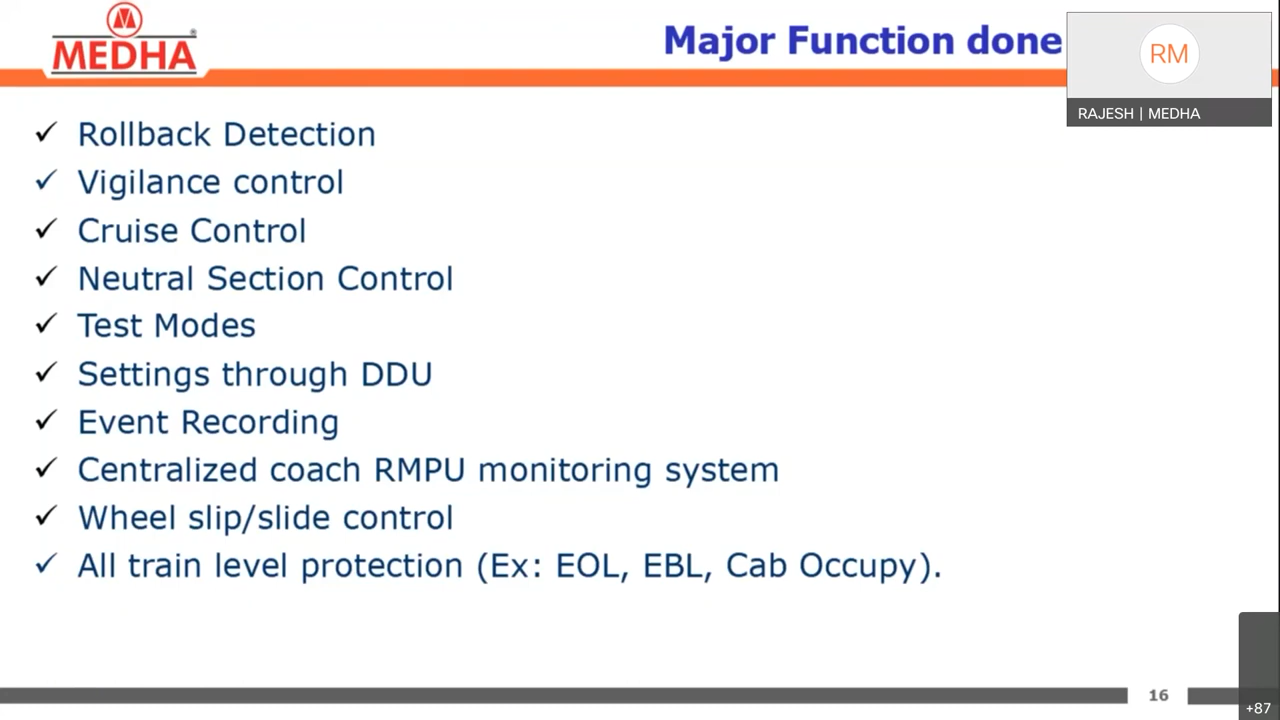 MEDHA
®
Major Function done
RM
RAJESH | MEDHA
✓ Rollback Detection
✓ Vigilance control
✓ Cruise Control
✓ Neutral Section Control
✓ Test Modes
✓ Settings through DDU
✓ Event Recording
✓ Centralized coach RMPU monitoring system
✓ Wheel slip/slide control
✓ All train level protection (Ex: EOL, EBL, Cab Occupy).
16
+87